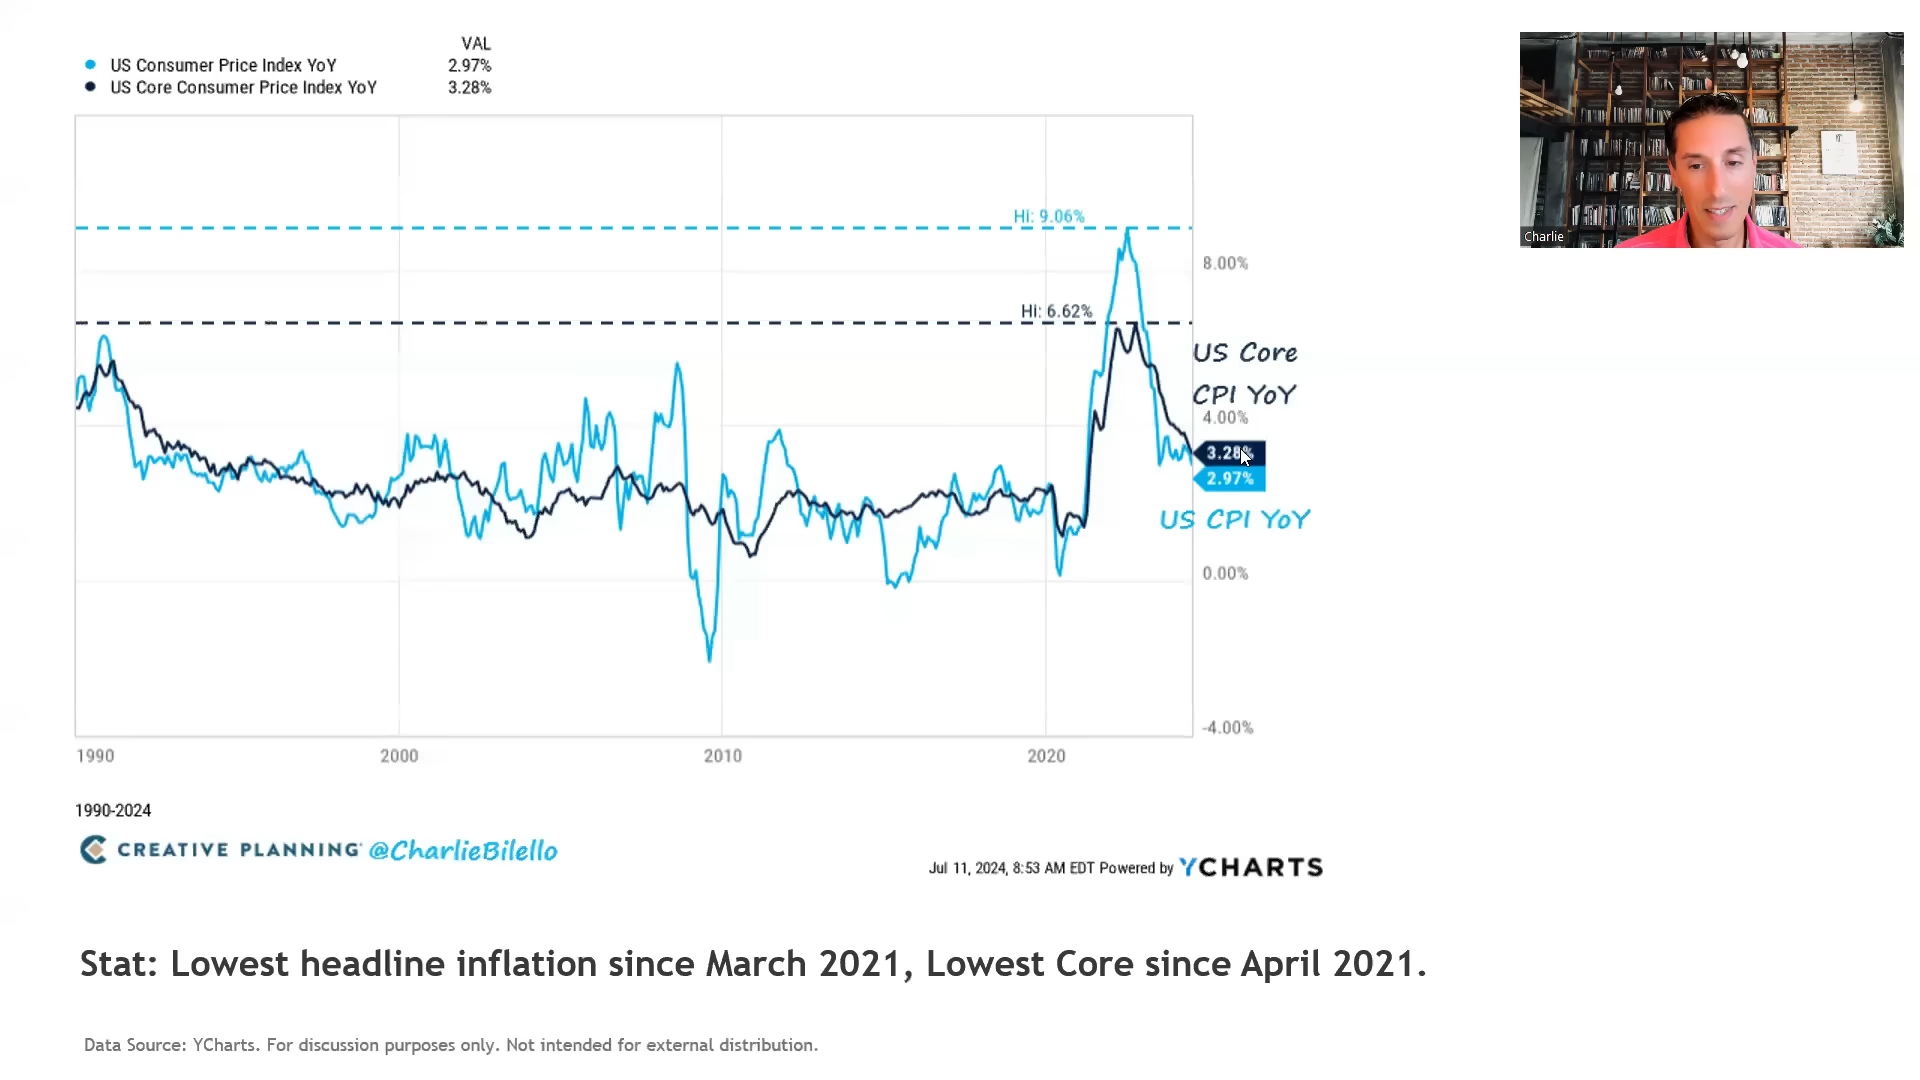 VAL
US Consumer Price Index YoY 2.97%
US Core Consumer Price Index YoY 3.28%
Charlie
Hi: 9.06%
8.00%
Hi: 6.62%
US Core
CPI YoY
4.00%
3.28%
2.97%
US CPI YoY
0.00%
-4.00%
1990 2000 2010 2020
1990-2024
CREATIVE PLANNING @CharlieBilello
Jul 11, 2024, 8:53 AM EDT Powered by YCHARTS
Stat: Lowest headline inflation since March 2021, Lowest Core since April 2021.
Data Source: YCharts. For discussion purposes only. Not intended for external distribution.